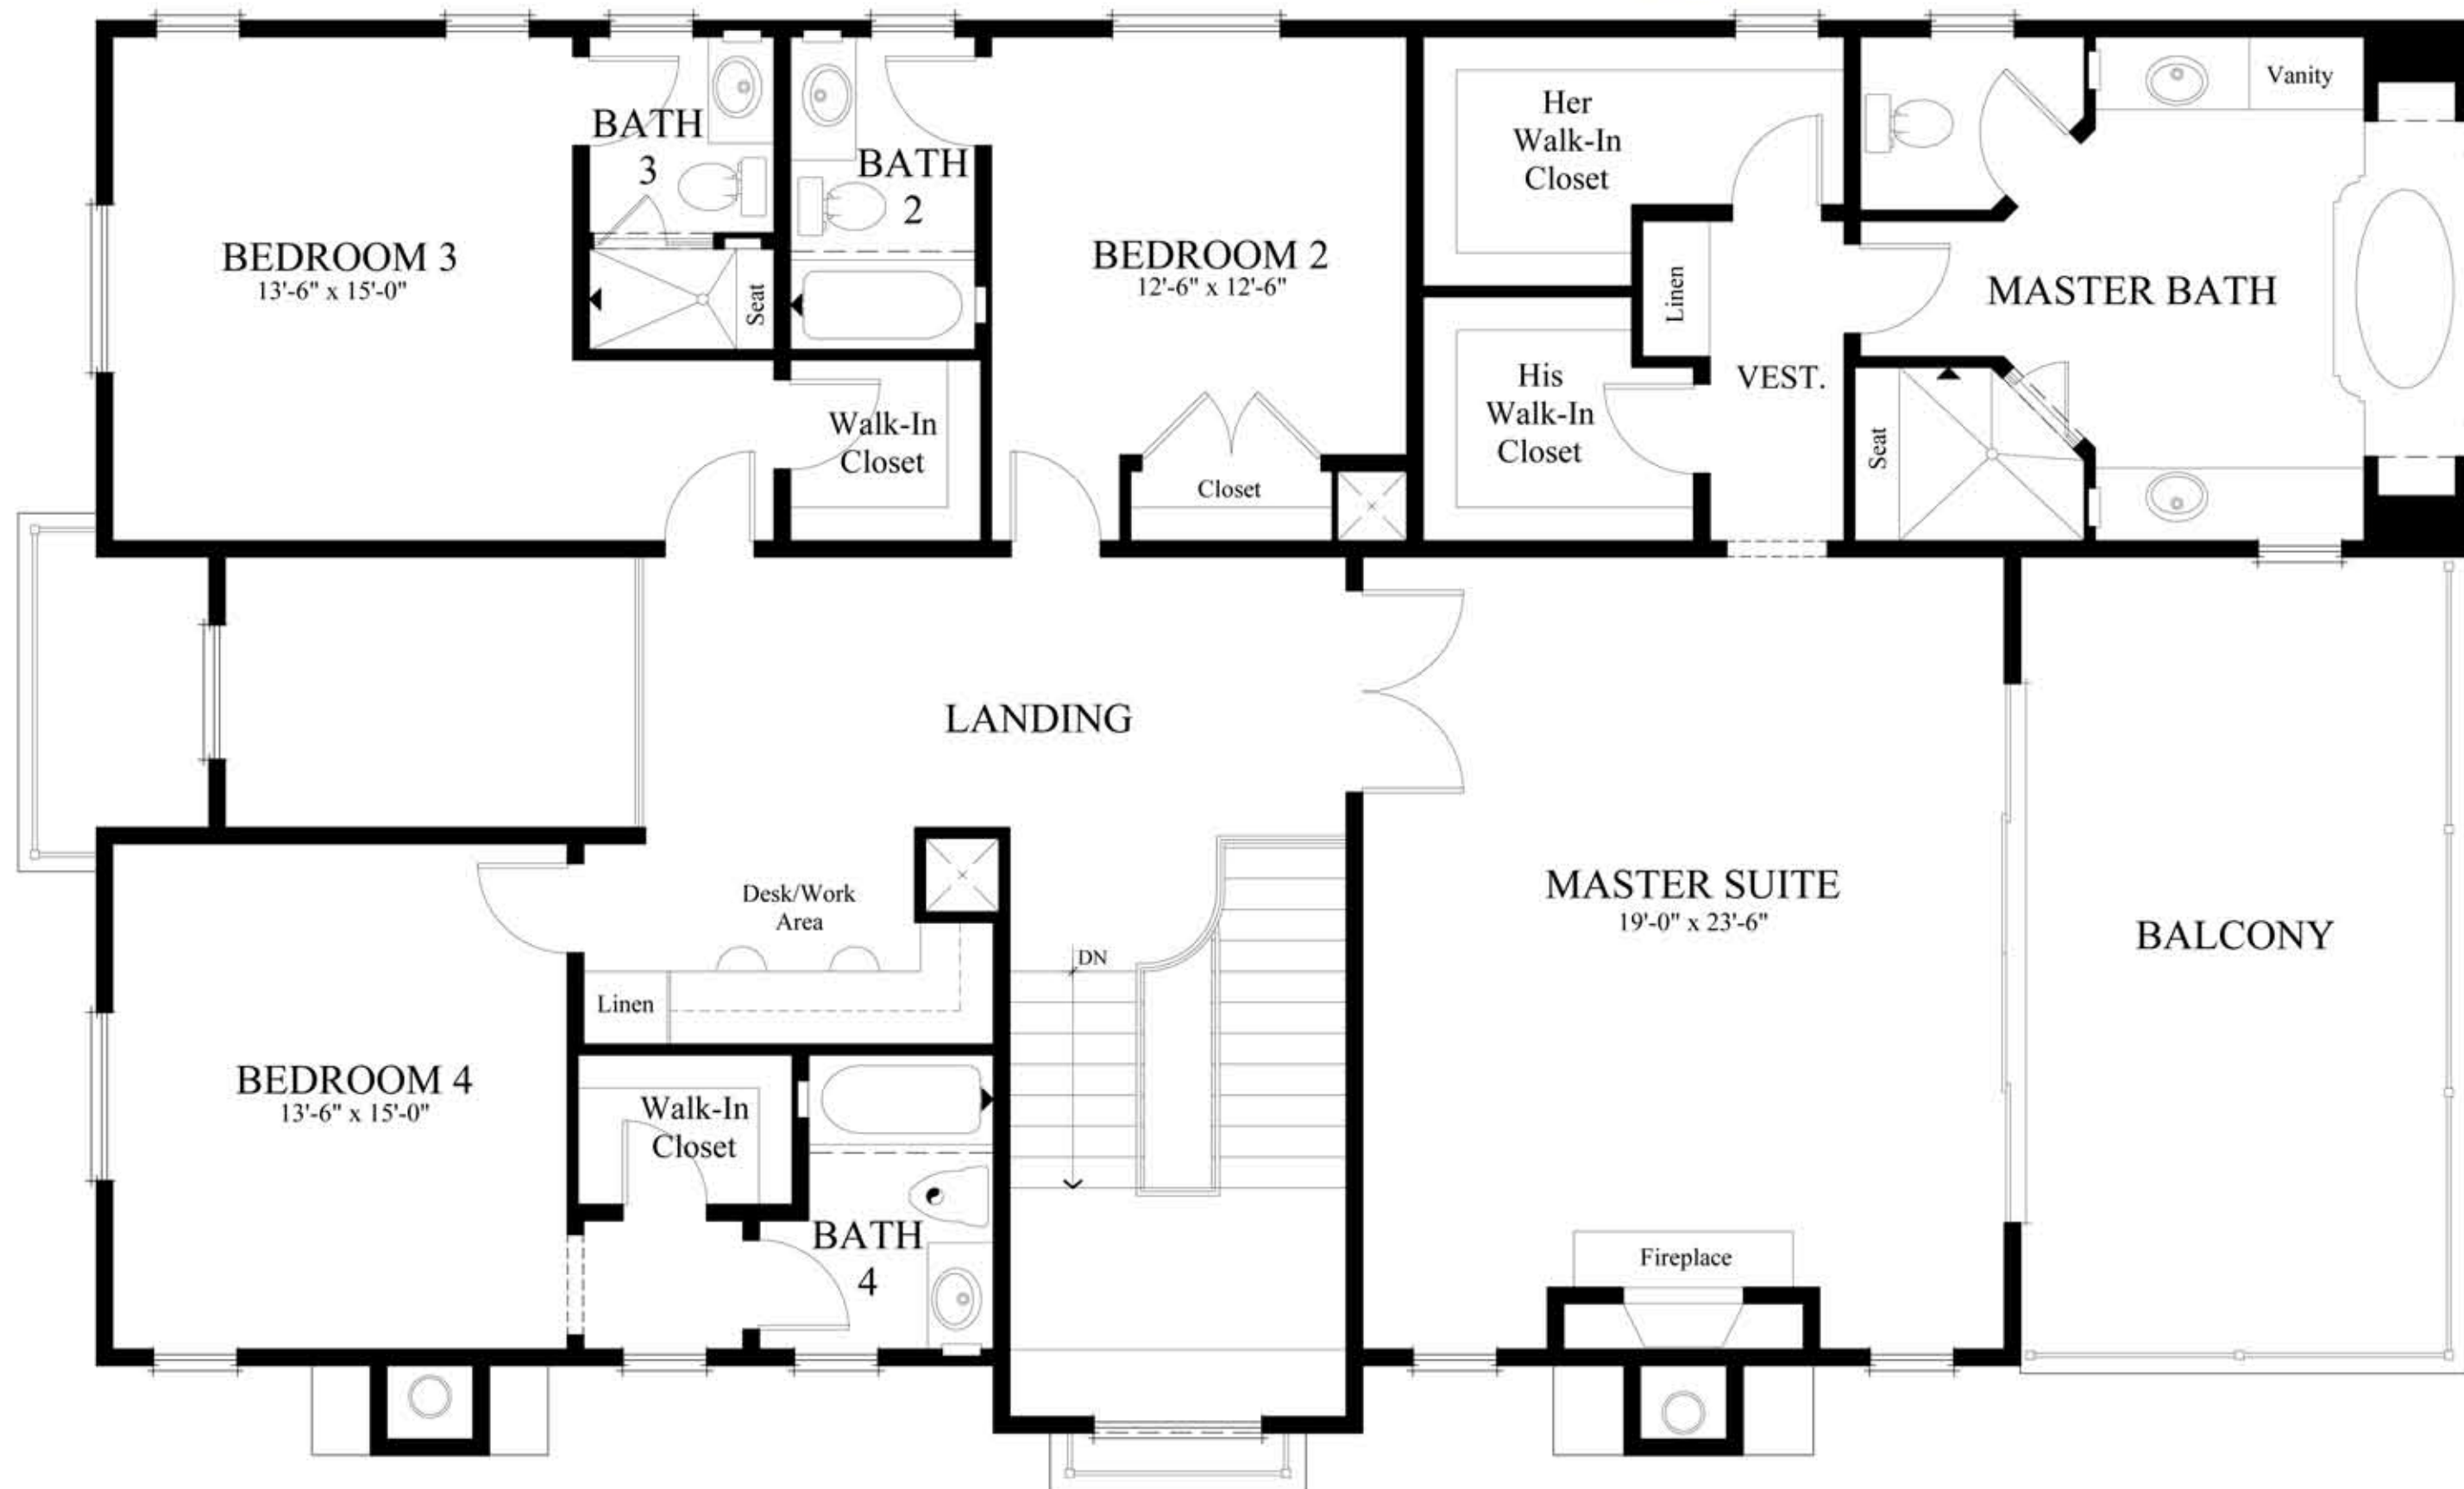 BATH
3
BATH
2
BEDROOM 3
13'-6" x 15'-0"
Seat
Walk-In
Closet
BEDROOM 2
12'-6" x 12'-6"
Closet
Her
Walk-In
Closet
Linen
His
Walk-In
Closet
VEST.
Vanity
MASTER BATH
Seat
LANDING
Desk/Work
Area
Linen
DN
MASTER SUITE
19'-0" x 23'-6"
BALCONY
BEDROOM 4
13'-6" x 15'-0"
Walk-In
Closet
BATH
4
Fireplace